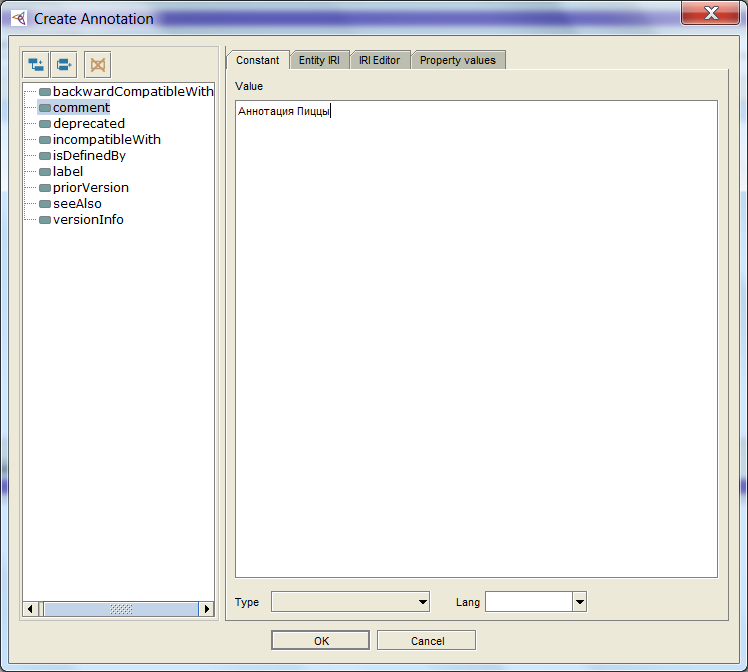 Create Annotation
backwardCompatibleWith
comment
deprecated
incompatibleWith
isDefinedBy
label
priorVersion
seeAlso
versionInfo
Constant
Entity IRI
IRI Editor
Property values
Value
Аннотация Пиццы
Type
Lang
OK
Cancel